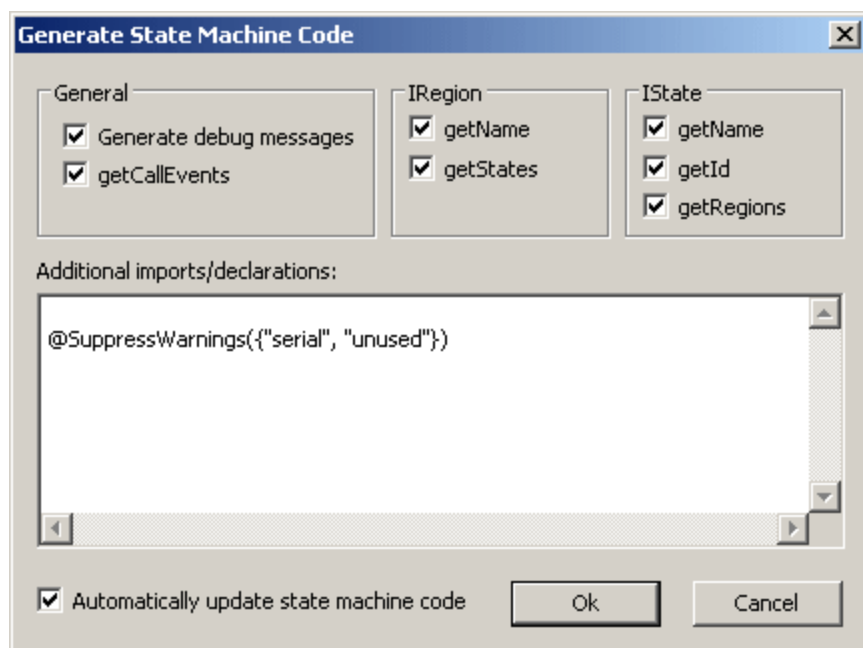 Generate State Machine Code
General
Generate debug messages
getCallEvents
IRegion
getName
getStates
IState
getName
getId
getRegions
Additional imports/declarations:
@SuppressWarnings({"serial", "unused"})
Automatically update state machine code
Ok
Cancel